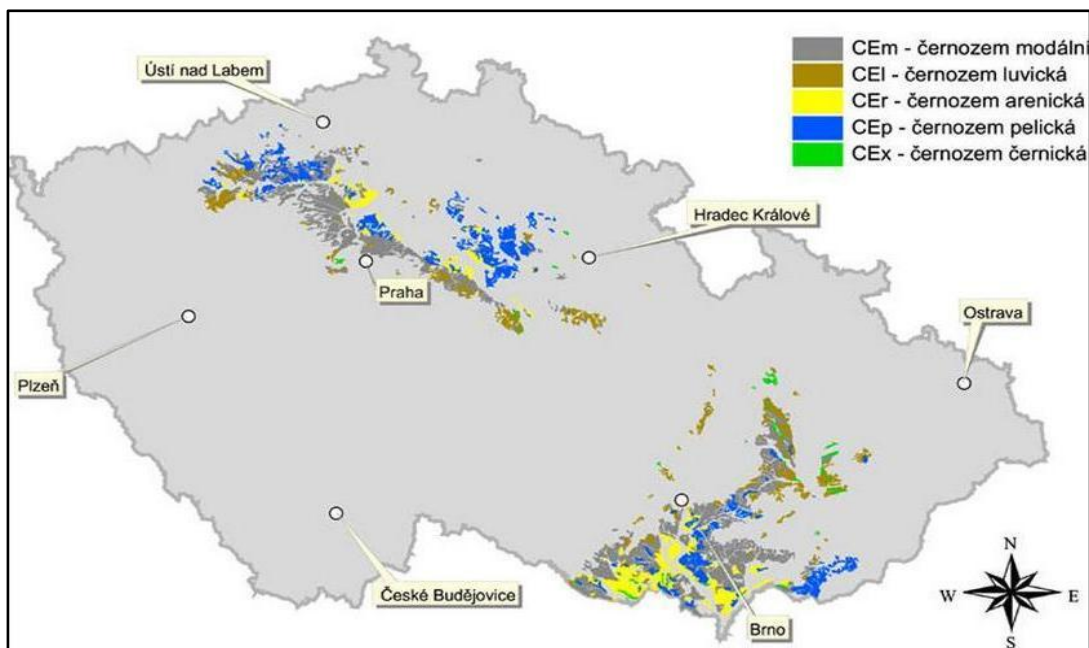 CEm - černozem modální
CEl - černozem luvická
CEr - černozem arenická
CEp - černozem pelická
CEx - černozem černická
Ústí nad Labem
Hradec Králové
Praha
Ostrava
Plzeň
České Budějovice
Brno
N
W E
S